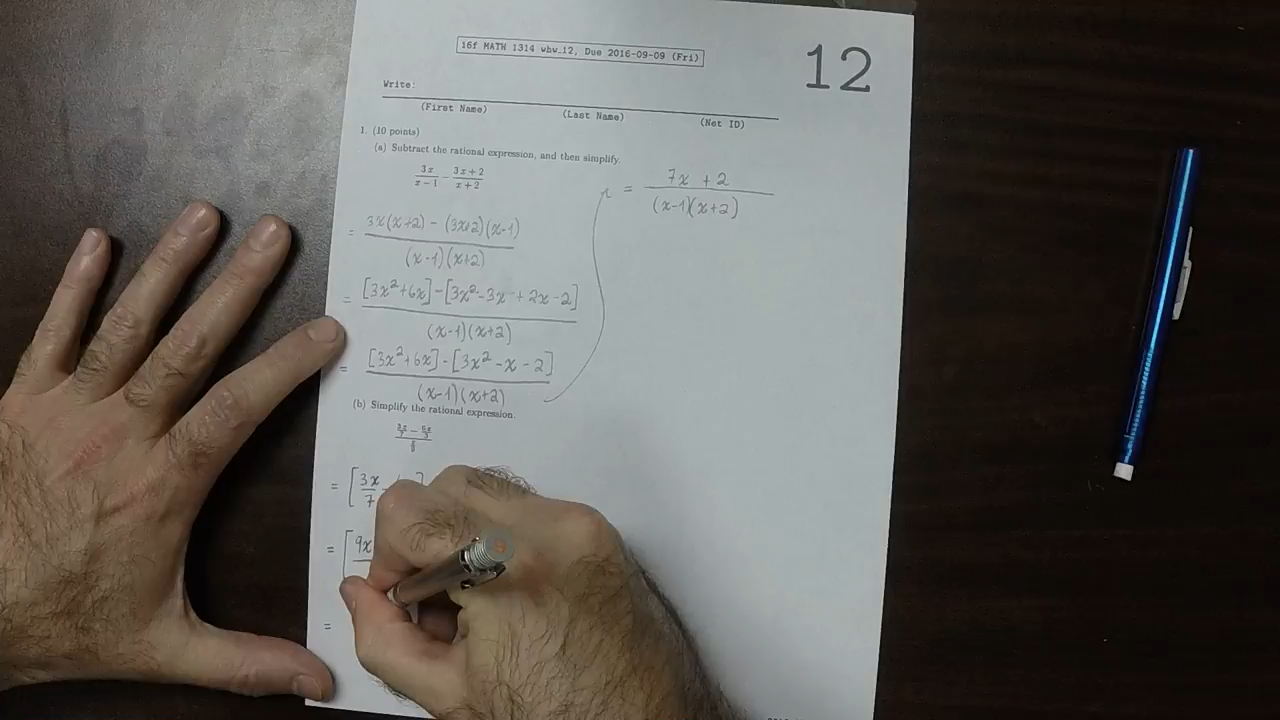 16f MATH 1314 wbw_12, Due 2016-09-09 (Fri)
12
Write:
(First Name) (Last Name) (Net ID)
1. (10 points)
(a) Subtract the rational expression, and then simplify.
3x/x−1 − 3x+2/x+2
= 3x(x+2) − (3x+2)(x−1)
(x−1)(x+2)
= [3x²+6x] − [3x² − 3x + 2x − 2]
(x−1)(x+2)
= [3x²+6x] − [3x² − x − 2]
(x−1)(x+2)
= 7x + 2
(x−1)(x+2)
(b) Simplify the rational expression.
= [3x
7
= [9x
=